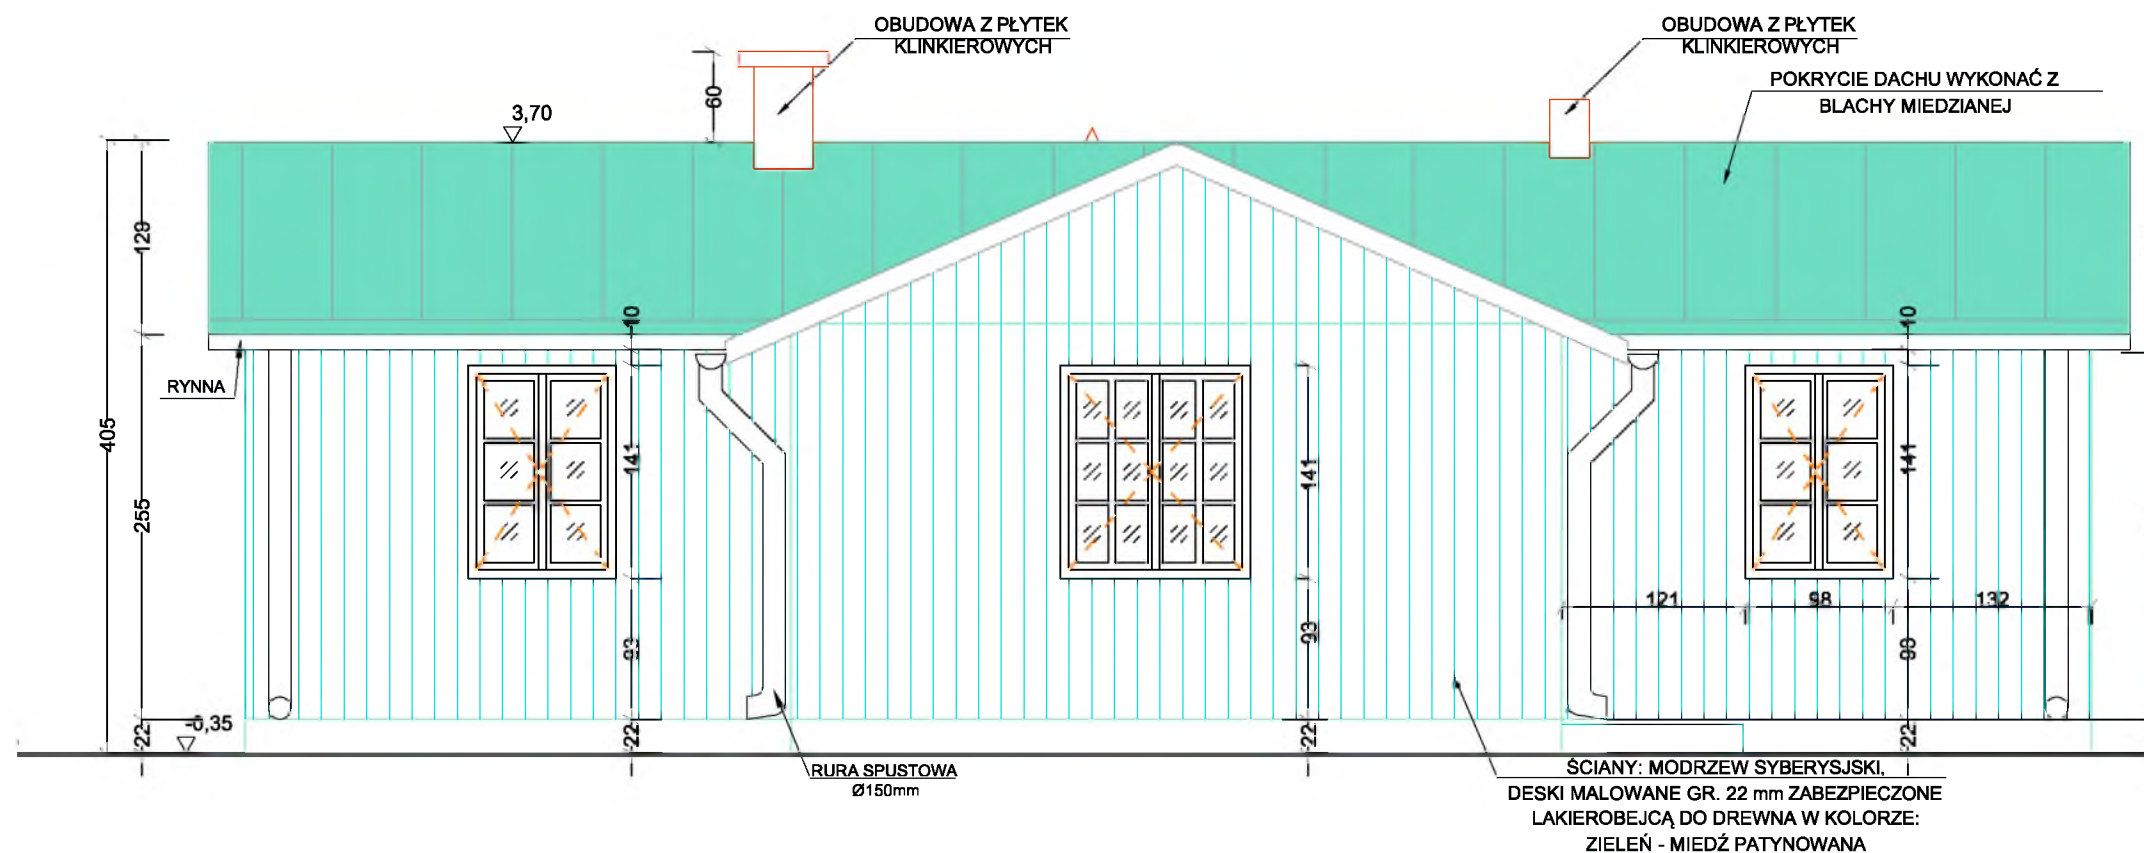 OBUDOWA Z PŁYTEK
KLINKIEROWYCH
OBUDOWA Z PŁYTEK
KLINKIEROWYCH
POKRYCIE DACHU WYKONAĆ Z
BLACHY MIEDZIANEJ
60
3,70
129
10
10
RYNNA
405
255
141
141
141
121
98
132
93
93
93
-0,35
22
22
22
22
RURA SPUSTOWA
Ø150mm
ŚCIANY: MODRZEW SYBERYSJSKI,
DESKI MALOWANE GR. 22 mm ZABEZPIECZONE
LAKIEROBEJCĄ DO DREWNA W KOLORZE:
ZIELEŃ - MIEDŹ PATYNOWANA